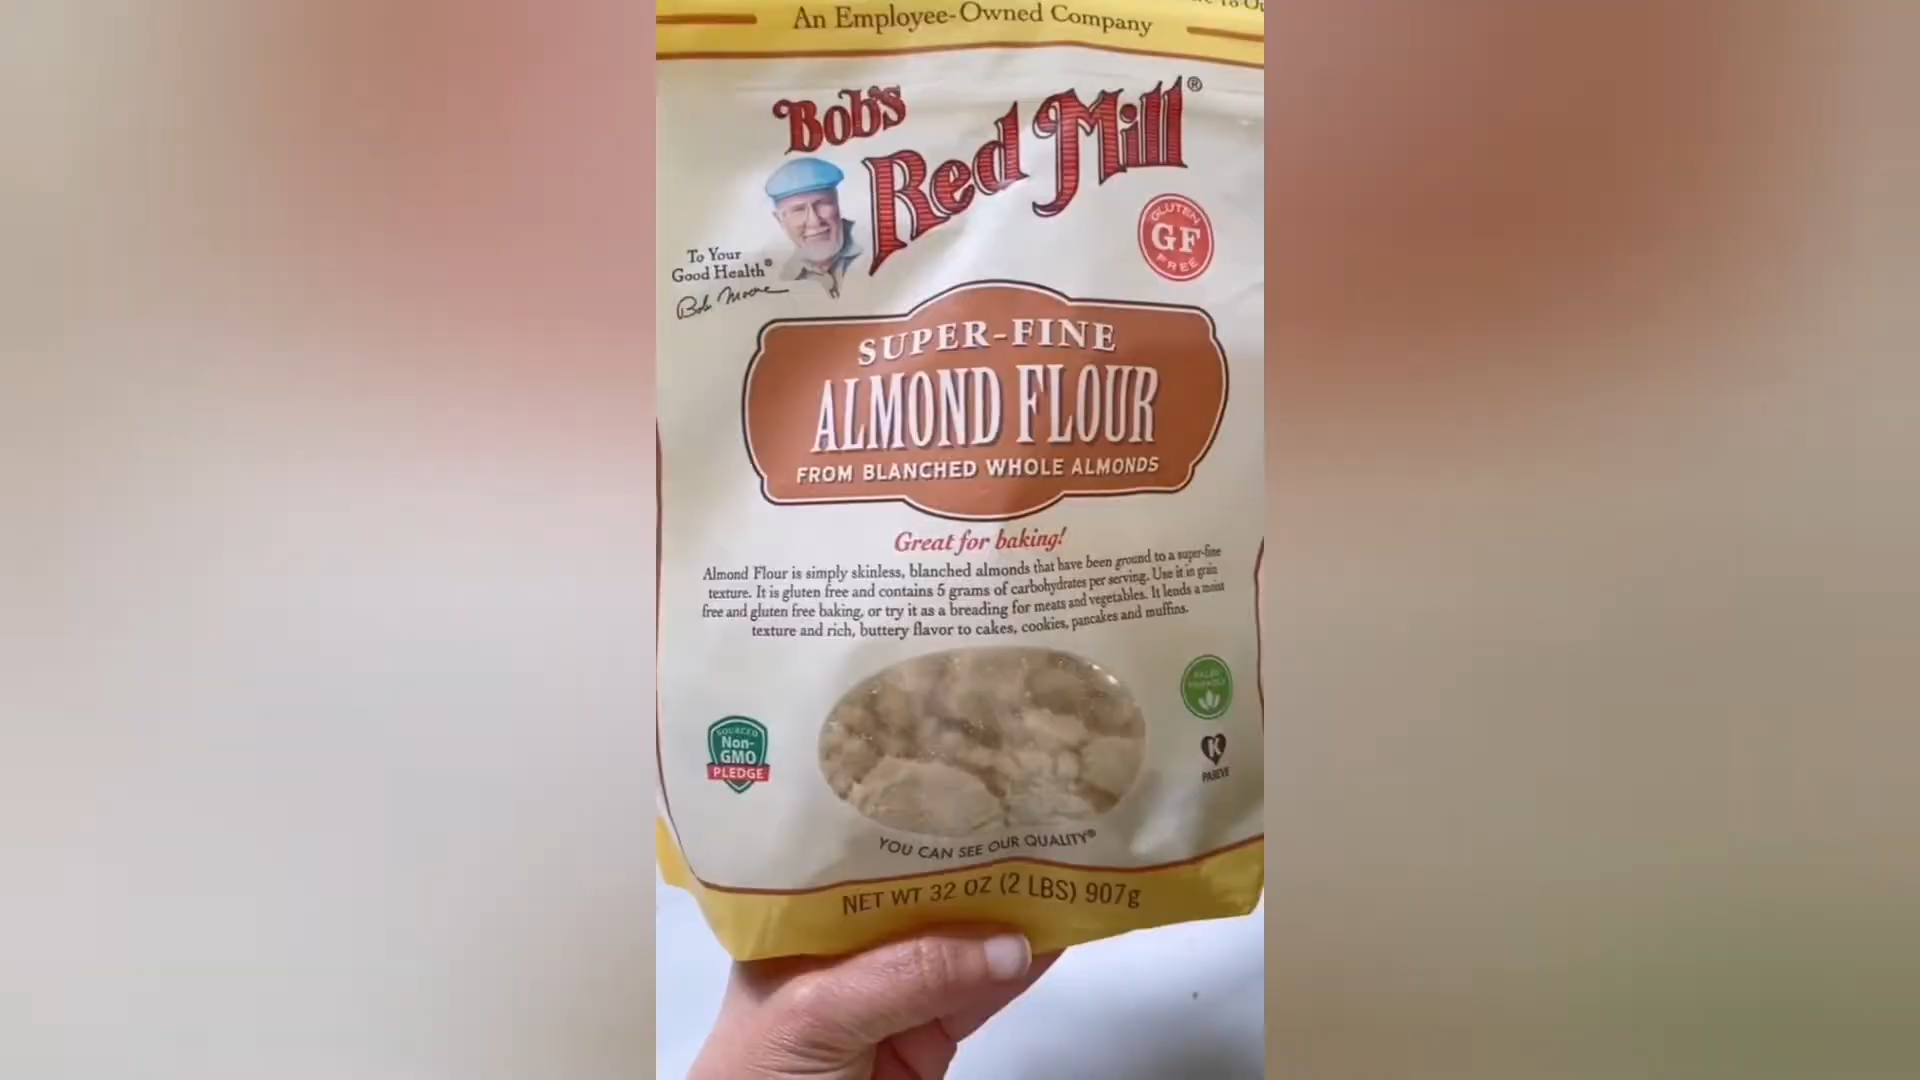 An Employee-Owned Company
Bob's
Red Mill®
GLUTEN
GF
FREE
To Your
Good Health®
Bob Moore
SUPER-FINE
ALMOND FLOUR
FROM BLANCHED WHOLE ALMONDS
Great for baking!
Almond Flour is simply skinless, blanched almonds that have been ground to a super-fine
texture. It is gluten free and contains 5 grams of carbohydrates per serving. Use it in grain
free and gluten free baking, or try it as a breading for meats and vegetables. It lends a moist
texture and rich, buttery flavor to cakes, cookies, pancakes and muffins.
PALEO
FRIENDLY
SOURCED
Non-
GMO
PLEDGE
K
PAREVE
YOU CAN SEE OUR QUALITY®
NET WT 32 OZ (2 LBS) 907g